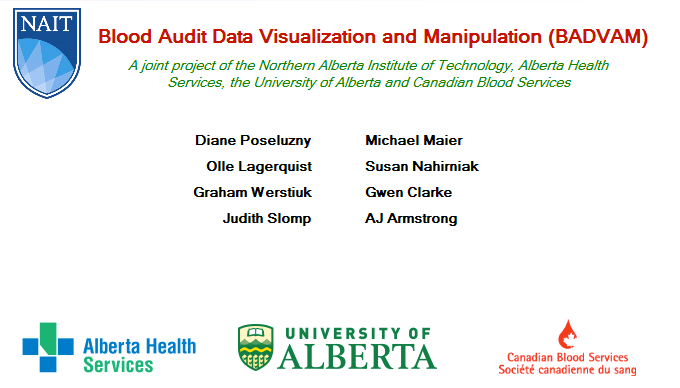 NAIT
Blood Audit Data Visualization and Manipulation (BADVAM)
A joint project of the Northern Alberta Institute of Technology, Alberta Health
Services, the University of Alberta and Canadian Blood Services
Diane Poseluzny
Olle Lagerquist
Graham Werstiuk
Judith Slomp
Michael Maier
Susan Nahirniak
Gwen Clarke
AJ Armstrong
Alberta Health
Services
UNIVERSITY OF
ALBERTA
Canadian Blood Services
Société canadienne du sang